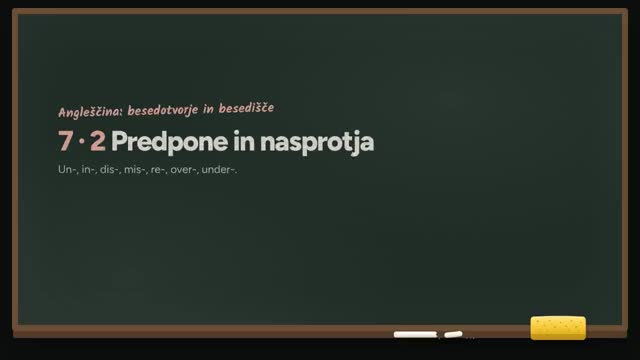 Angleščina: besedotvorje in besedišče
7·2 Predpone in nasprotja
Un-, in-, dis-, mis-, re-, over-, under-.